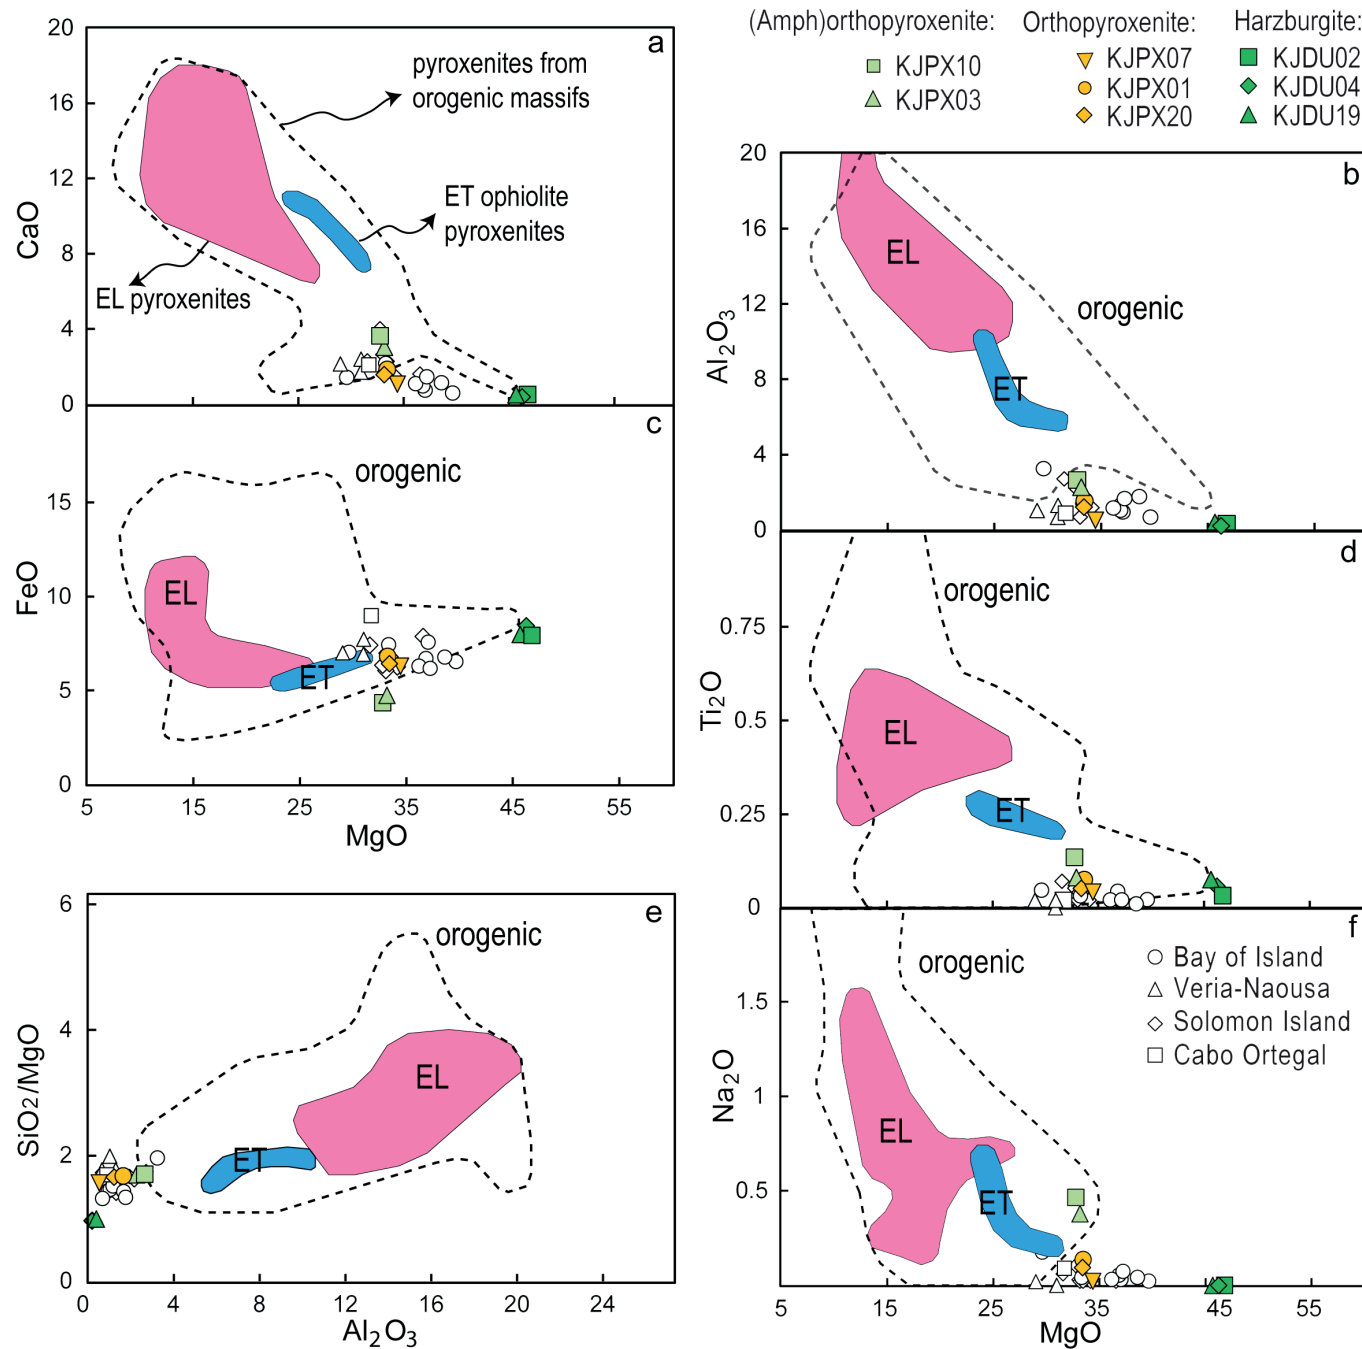 (Amph)orthopyroxenite:
KJPX10
KJPX03
Orthopyroxenite:
KJPX07
KJPX01
KJPX20
Harzburgite:
KJDU02
KJDU04
KJDU19
a
20
16
12
8
4
0
CaO
pyroxenites from
orogenic massifs
ET ophiolite
pyroxenites
EL pyroxenites
b
20
16
12
8
4
0
Al2O3
EL
ET
orogenic
c
15
10
5
0
FeO
orogenic
EL
ET
5
15
25
35
45
55
MgO
d
0.75
0.5
0.25
0
Ti2O
orogenic
EL
ET
e
6
4
2
0
SiO2/MgO
orogenic
EL
ET
0
4
8
12
16
20
24
Al2O3
f
1.5
1
0.5
Na2O
orogenic
EL
ET
Bay of Island
Veria-Naousa
Solomon Island
Cabo Ortegal
5
15
25
35
45
55
MgO